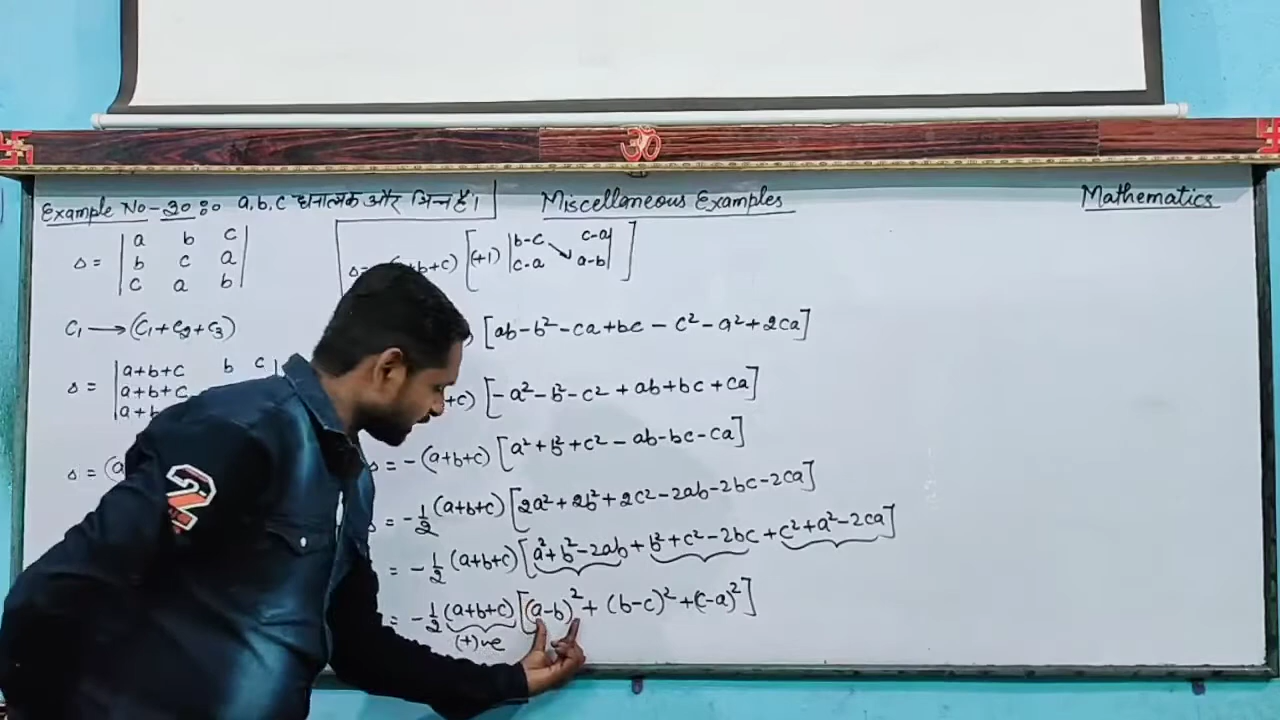 Example No-30:० a,b,c धनात्मक और भिन्न है।
Miscellaneous Examples
Mathematics
Δ = | a b c |
| b c a |
| c a b |
C₁ → (C₁+C₂+C₃)
Δ = | a+b+c b c |
| a+b+c
| a+b
Δ = (a
+b+c) [(+1) | b-c c-a | ]
| c-a a-b |
[ab-b²-ca+bc-c²-a²+2ca]
+c) [-a²-b²-c²+ab+bc+ca]
Δ = -(a+b+c) [a²+b²+c²-ab-bc-ca]
Δ = -1/2 (a+b+c) [2a²+2b²+2c²-2ab-2bc-2ca]
= -1/2 (a+b+c) [a²+b²-2ab+b²+c²-2bc+c²+a²-2ca]
= -1/2 (a+b+c) [(a-b)²+(b-c)²+(c-a)²]
(+)ve
2